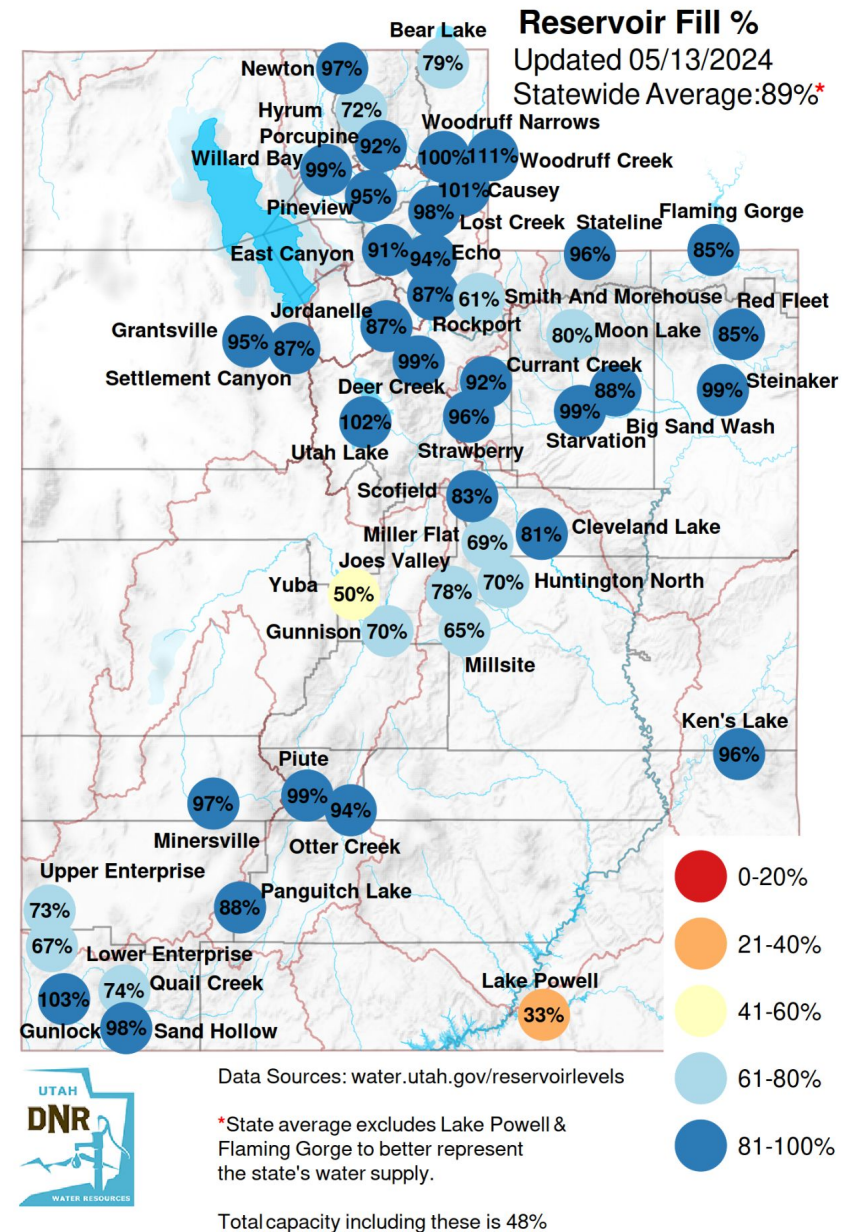 Reservoir Fill %
Updated 05/13/2024
Statewide Average:89%*
Bear Lake
79%
Newton 97%
Hyrum 72%
Porcupine 92%
Woodruff Narrows
100%
111% Woodruff Creek
Willard Bay 99%
101% Causey
Pineview 95%
98% Lost Creek
Stateline
96%
Flaming Gorge
85%
East Canyon 91%
94% Echo
87% Rockport
61% Smith And Morehouse
Red Fleet
85%
Jordanelle
87%
80% Moon Lake
Grantsville 95%
87%
Settlement Canyon
99%
Deer Creek
Currant Creek
92%
88%
Big Sand Wash
99% Steinaker
99%
Starvation
102%
Utah Lake
96%
Strawberry
Scofield 83%
Miller Flat 69%
81% Cleveland Lake
Joes Valley
78%
70% Huntington North
Yuba 50%
Gunnison 70%
65%
Millsite
Ken's Lake
96%
Piute
99%
94%
Otter Creek
97%
Minersville
Upper Enterprise
73%
88% Panguitch Lake
67% Lower Enterprise
74% Quail Creek
103%
Gunlock
98% Sand Hollow
Lake Powell
33%
0-20%
21-40%
41-60%
61-80%
81-100%
UTAH
DNR
WATER RESOURCES
Data Sources: water.utah.gov/reservoirlevels
*State average excludes Lake Powell &
Flaming Gorge to better represent
the state's water supply.
Total capacity including these is 48%